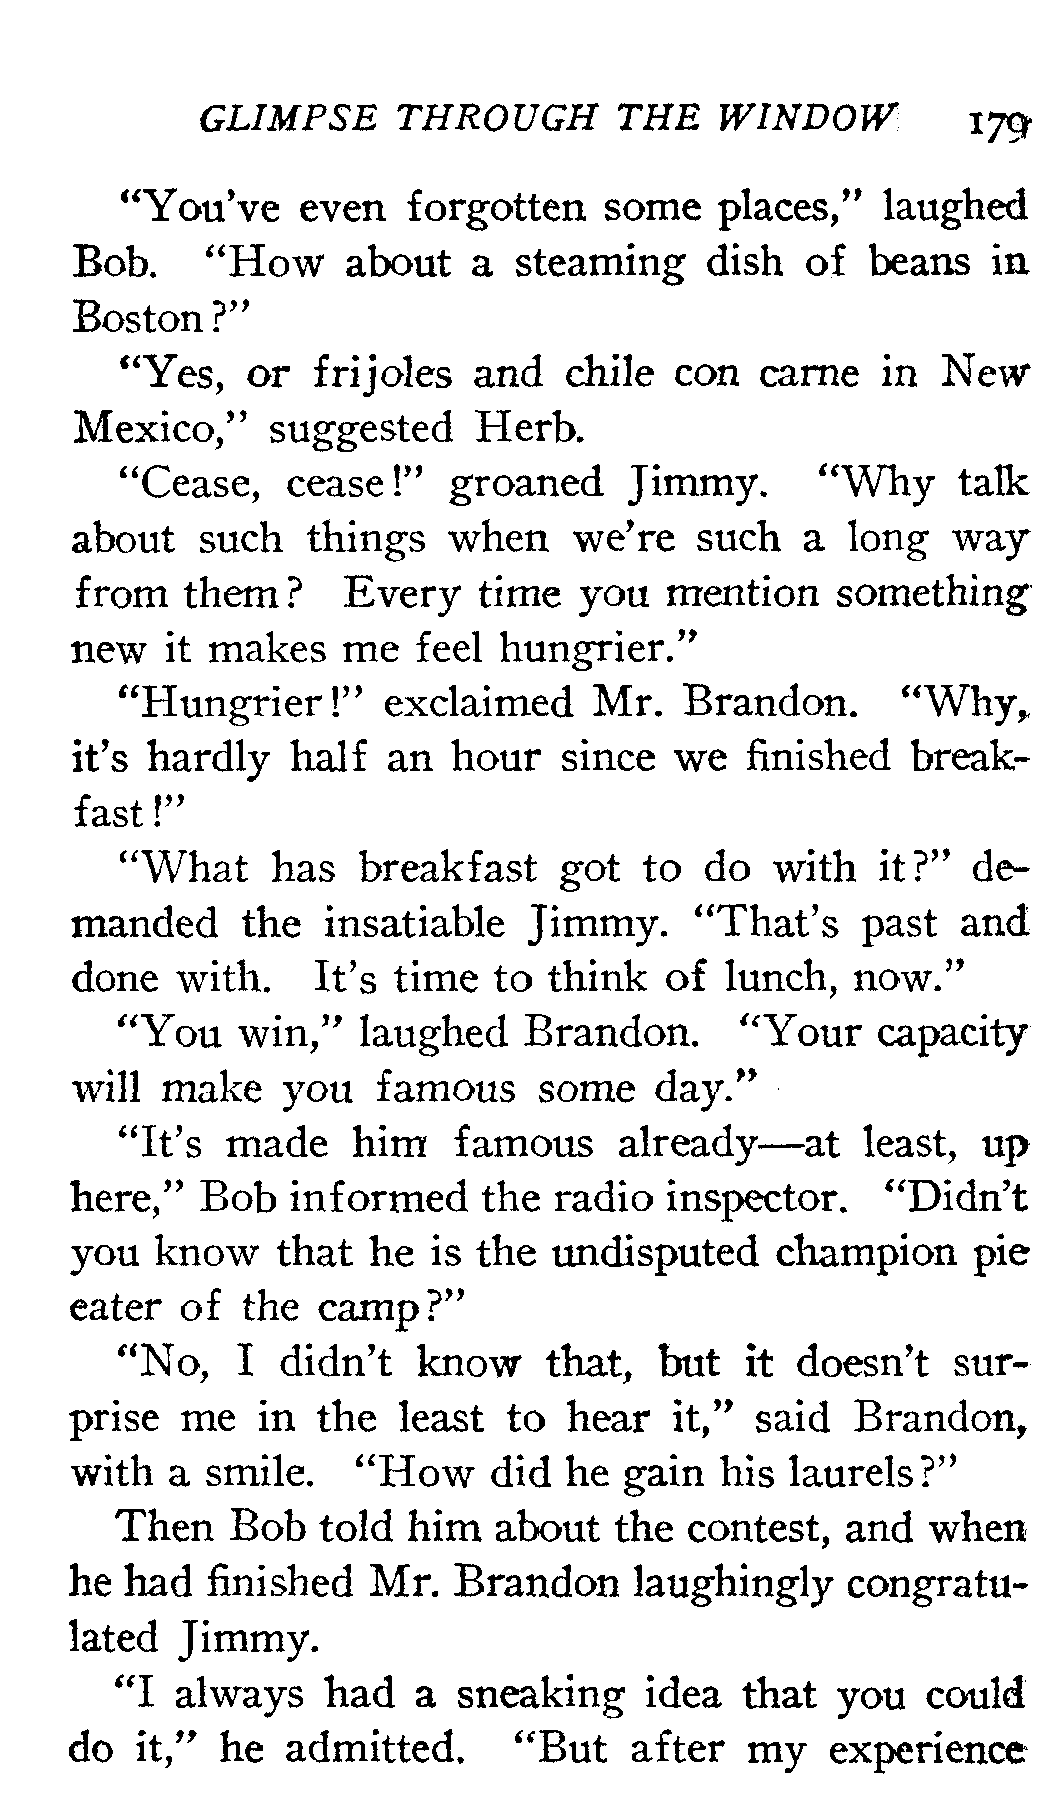 GLIMPSE THROUGH THE WINDOW 179
“You've even forgotten some places,” laughed
Bob. “How about a steaming dish of beans in
Boston?”
“Yes, or frijoles and chile con carne in New
Mexico,” suggested Herb.
“Cease, cease!” groaned Jimmy. “Why talk
about such things when we're such a long way
from them? Every time you mention something
new it makes me feel hungrier.”
“Hungrier!” exclaimed Mr. Brandon. “Why,
it's hardly half an hour since we finished break-
fast!”
“What has breakfast got to do with it?” de-
manded the insatiable Jimmy. “That's past and
done with. It's time to think of lunch, now.”
“You win,” laughed Brandon. “Your capacity
will make you famous some day.”
“It's made him famous already—at least, up
here,” Bob informed the radio inspector. “Didn't
you know that he is the undisputed champion pie
eater of the camp?”
“No, I didn't know that, but it doesn't sur-
prise me in the least to hear it,” said Brandon,
with a smile. “How did he gain his laurels?”
Then Bob told him about the contest, and when
he had finished Mr. Brandon laughingly congratu-
lated Jimmy.
“I always had a sneaking idea that you could
do it,” he admitted. “But after my experience